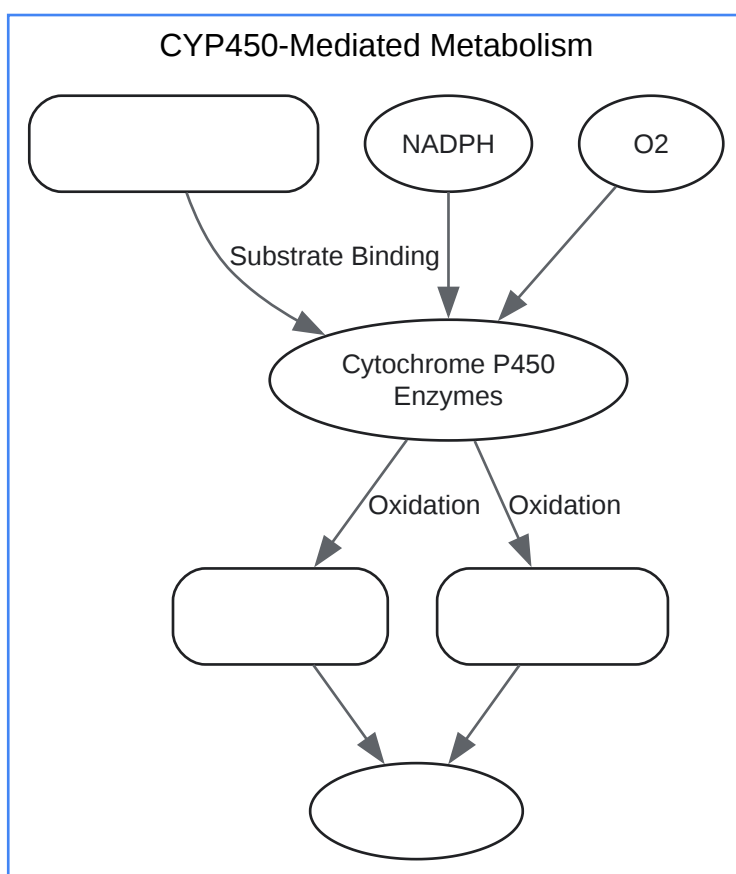 CYP450-Mediated Metabolism
NADPH
O2
Substrate Binding
Cytochrome P450
Enzymes
Oxidation
Oxidation